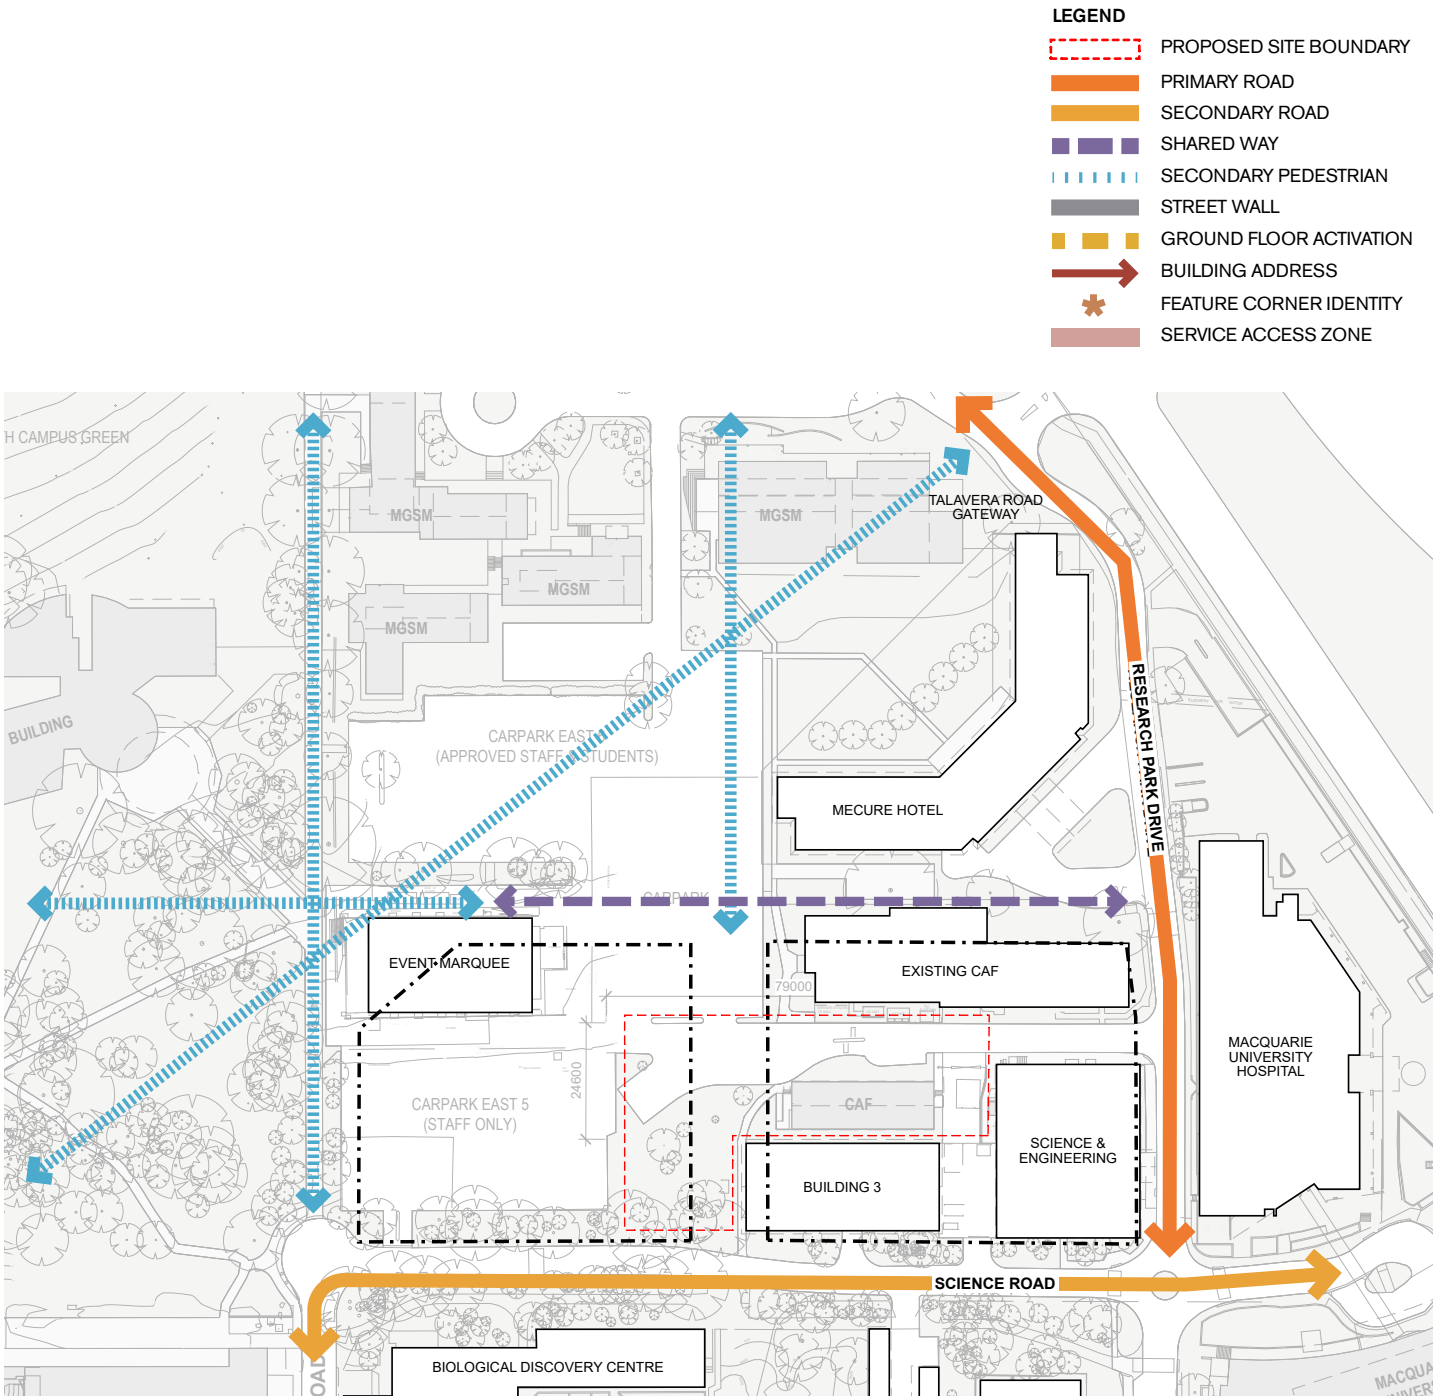 LEGEND
PROPOSED SITE BOUNDARY
PRIMARY ROAD
SECONDARY ROAD
SHARED WAY
SECONDARY PEDESTRIAN
STREET WALL
GROUND FLOOR ACTIVATION
BUILDING ADDRESS
FEATURE CORNER IDENTITY
SERVICE ACCESS ZONE
H CAMPUS GREEN
MGSM
MGSM
TALAVERA ROAD
GATEWAY
MGSM
MGSM
BUILDING
CARPARK EAST
(APPROVED STAFF & STUDENTS)
RESEARCH PARK DRIVE
MECURE HOTEL
CARPARK
EVENT MARQUEE
EXISTING CAF
79000
24600
MACQUARIE
UNIVERSITY
HOSPITAL
CARPARK EAST 5
(STAFF ONLY)
CAF
SCIENCE &
ENGINEERING
BUILDING 3
SCIENCE ROAD
BIOLOGICAL DISCOVERY CENTRE
OAD
MACQUA